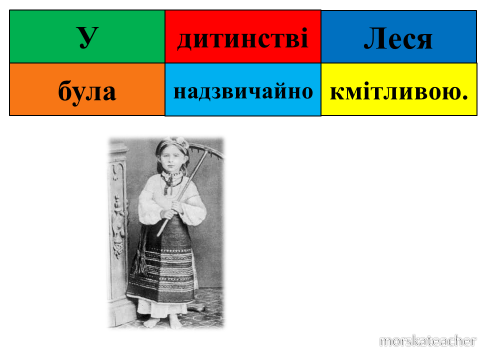 У дитинстві Леся
була надзвичайно кмітливою.
morskateacher